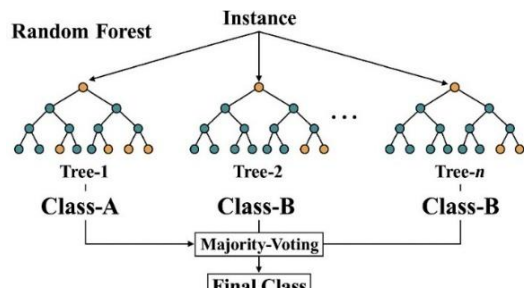 Random Forest
Instance
...
Tree-1 Tree-2 Tree-n
Class-A Class-B Class-B
Majority-Voting
Final Class